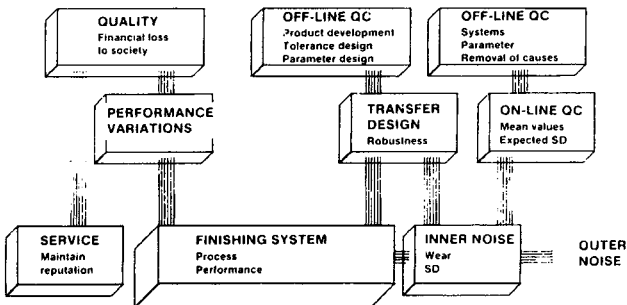 QUALITY
Financial loss
to society
OFF-LINE QC
Product development
Tolerance design
Parameter design
OFF-LINE QC
Systems
Parameter
Removal of causes
PERFORMANCE
VARIATIONS
TRANSFER
DESIGN
Robusiness
ON-LINE QC
Mean values
Expected SD
SERVICE
Maintain
reputation
FINISHING SYSTEM
Process
Performance
INNER NOISE
Wear
SD
OUTER
NOISE